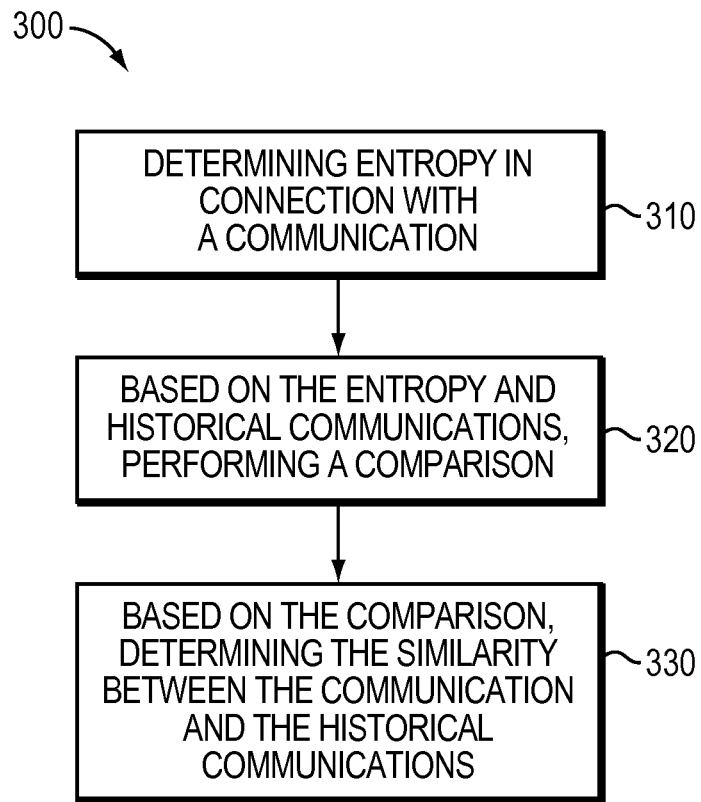 300
DETERMINING ENTROPY IN
CONNECTION WITH
A COMMUNICATION
310
BASED ON THE ENTROPY AND
HISTORICAL COMMUNICATIONS,
PERFORMING A COMPARISON
320
BASED ON THE COMPARISON,
DETERMINING THE SIMILARITY
BETWEEN THE COMMUNICATION
AND THE HISTORICAL
COMMUNICATIONS
330